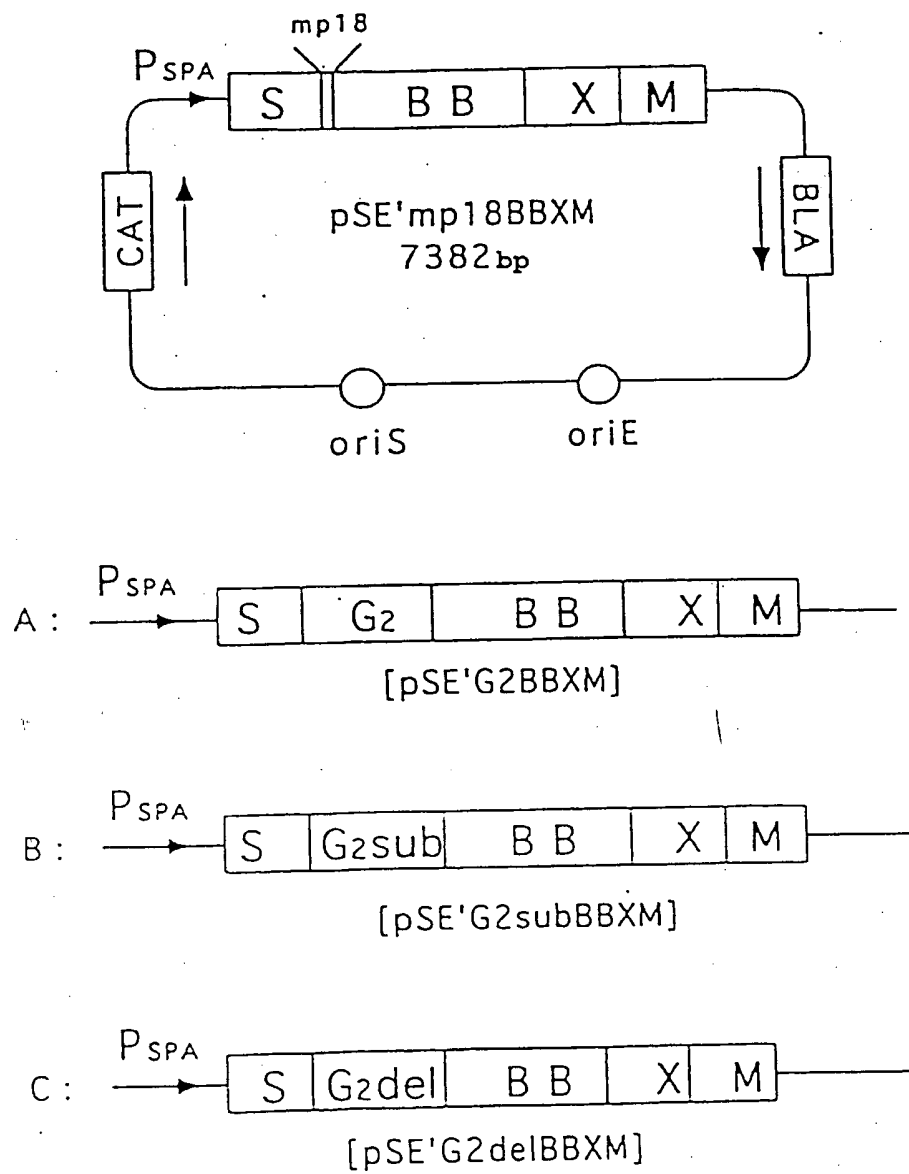 mp18
PSPA
S BB X M
CAT
pSE'mp18BBXM
7382bp
BLA
oriS oriE
PSPA
A: S G2 BB X M
[pSE'G2BBXM]
PSPA
B: S G2sub BB X M
[pSE'G2subBBXM]
PSPA
C: S G2del BB X M
[pSE'G2delBBXM]